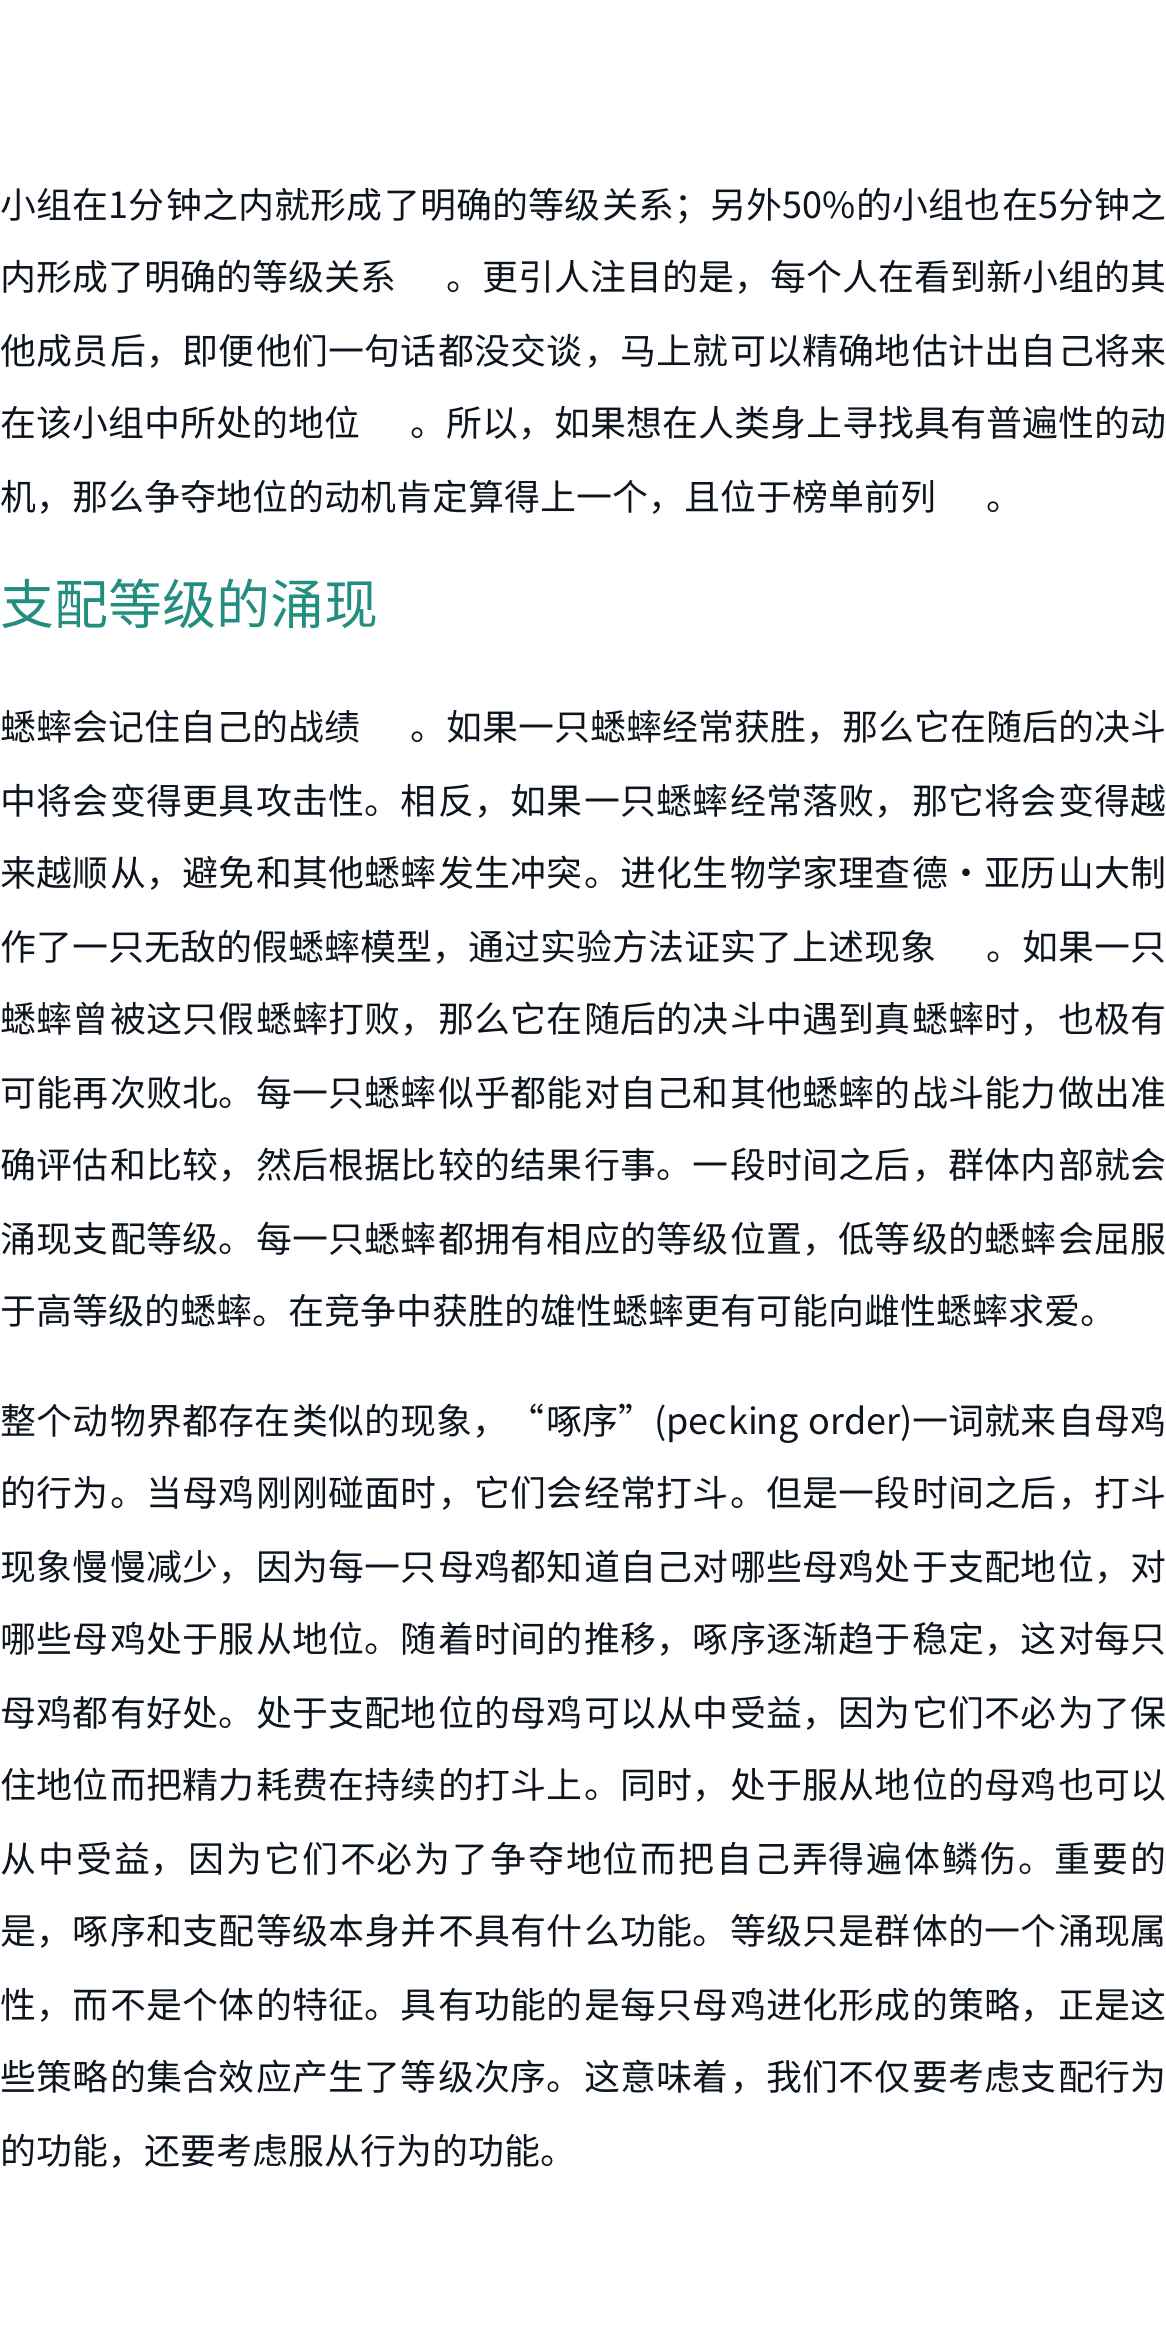 小组在1分钟之内就形成了明确的等级关系；另外50%的小组也在5分钟之
内形成了明确的等级关系　。更引人注目的是，每个人在看到新小组的其
他成员后，即便他们一句话都没交谈，马上就可以精确地估计出自己将来
在该小组中所处的地位　。所以，如果想在人类身上寻找具有普遍性的动
机，那么争夺地位的动机肯定算得上一个，且位于榜单前列　。
支配等级的涌现
蟋蟀会记住自己的战绩　。如果一只蟋蟀经常获胜，那么它在随后的决斗
中将会变得更具攻击性。相反，如果一只蟋蟀经常落败，那它将会变得越
来越顺从，避免和其他蟋蟀发生冲突。进化生物学家理查德·亚历山大制
作了一只无敌的假蟋蟀模型，通过实验方法证实了上述现象　。如果一只
蟋蟀曾被这只假蟋蟀打败，那么它在随后的决斗中遇到真蟋蟀时，也极有
可能再次败北。每一只蟋蟀似乎都能对自己和其他蟋蟀的战斗能力做出准
确评估和比较，然后根据比较的结果行事。一段时间之后，群体内部就会
涌现支配等级。每一只蟋蟀都拥有相应的等级位置，低等级的蟋蟀会屈服
于高等级的蟋蟀。在竞争中获胜的雄性蟋蟀更有可能向雌性蟋蟀求爱。
整个动物界都存在类似的现象，“啄序”(pecking order)一词就来自母鸡
的行为。当母鸡刚刚碰面时，它们会经常打斗。但是一段时间之后，打斗
现象慢慢减少，因为每一只母鸡都知道自己对哪些母鸡处于支配地位，对
哪些母鸡处于服从地位。随着时间的推移，啄序逐渐趋于稳定，这对每只
母鸡都有好处。处于支配地位的母鸡可以从中受益，因为它们不必为了保
住地位而把精力耗费在持续的打斗上。同时，处于服从地位的母鸡也可以
从中受益，因为它们不必为了争夺地位而把自己弄得遍体鳞伤。重要的
是，啄序和支配等级本身并不具有什么功能。等级只是群体的一个涌现属
性，而不是个体的特征。具有功能的是每只母鸡进化形成的策略，正是这
些策略的集合效应产生了等级次序。这意味着，我们不仅要考虑支配行为
的功能，还要考虑服从行为的功能。